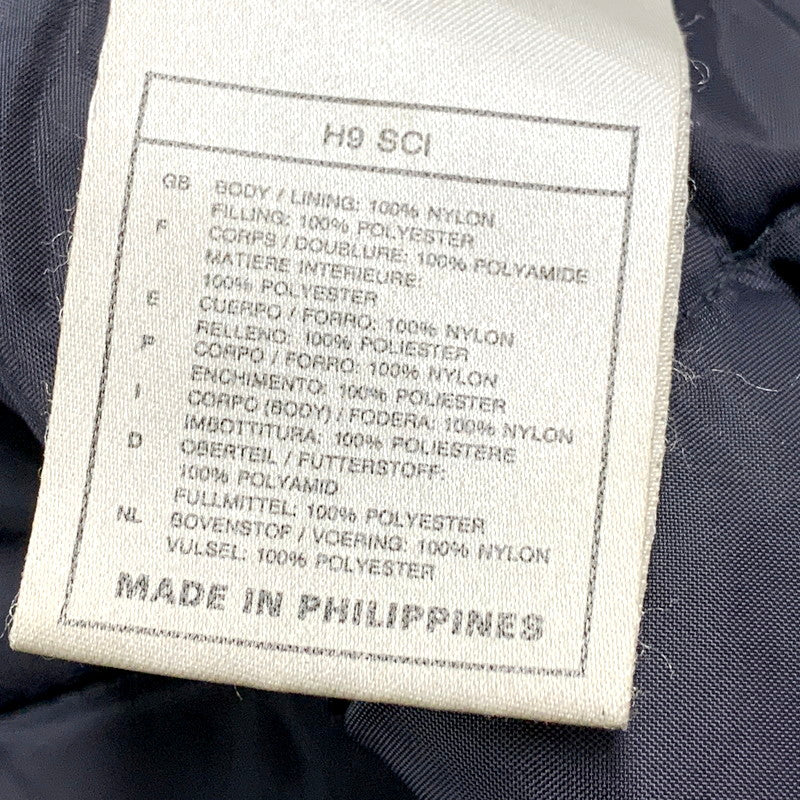 H9 SCI
GB BODY / LINING: 100% NYLON
FILLING: 100% POLYESTER
F CORPS / DOUBLURE: 100% POLYAMIDE
MATIERE INTERIEURE:
100% POLYESTER
E CUERPO / FORRO: 100% NYLON
RELLENO: 100% POLIESTER
P CORPO / FORRO: 100% NYLON
ENCHIMENTO: 100% POLIESTER
I CORPO (BODY) / FODERA: 100% NYLON
IMBOTTITURA: 100% POLIESTERE
D OBERTEIL / FUTTERSTOFF:
100% POLYAMID
FULLMITTEL: 100% POLYESTER
NL BOVENSTOF / VOERING: 100% NYLON
VULSEL: 100% POLYESTER
MADE IN PHILIPPINES